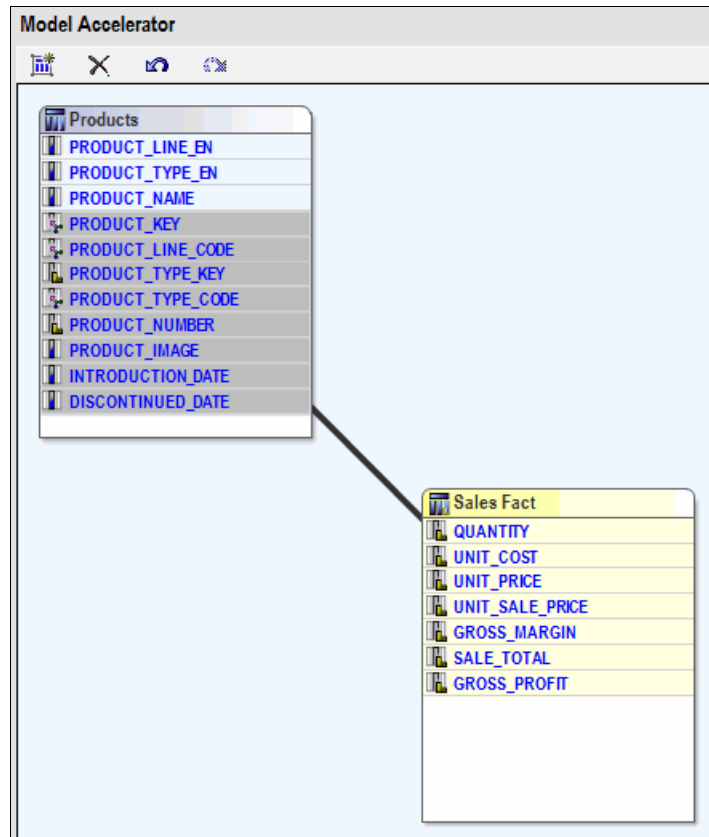 Model Accelerator
Products
PRODUCT_LINE_EN
PRODUCT_TYPE_EN
PRODUCT_NAME
PRODUCT_KEY
PRODUCT_LINE_CODE
PRODUCT_TYPE_KEY
PRODUCT_TYPE_CODE
PRODUCT_NUMBER
PRODUCT_IMAGE
INTRODUCTION_DATE
DISCONTINUED_DATE
Sales Fact
QUANTITY
UNIT_COST
UNIT_PRICE
UNIT_SALE_PRICE
GROSS_MARGIN
SALE_TOTAL
GROSS_PROFIT